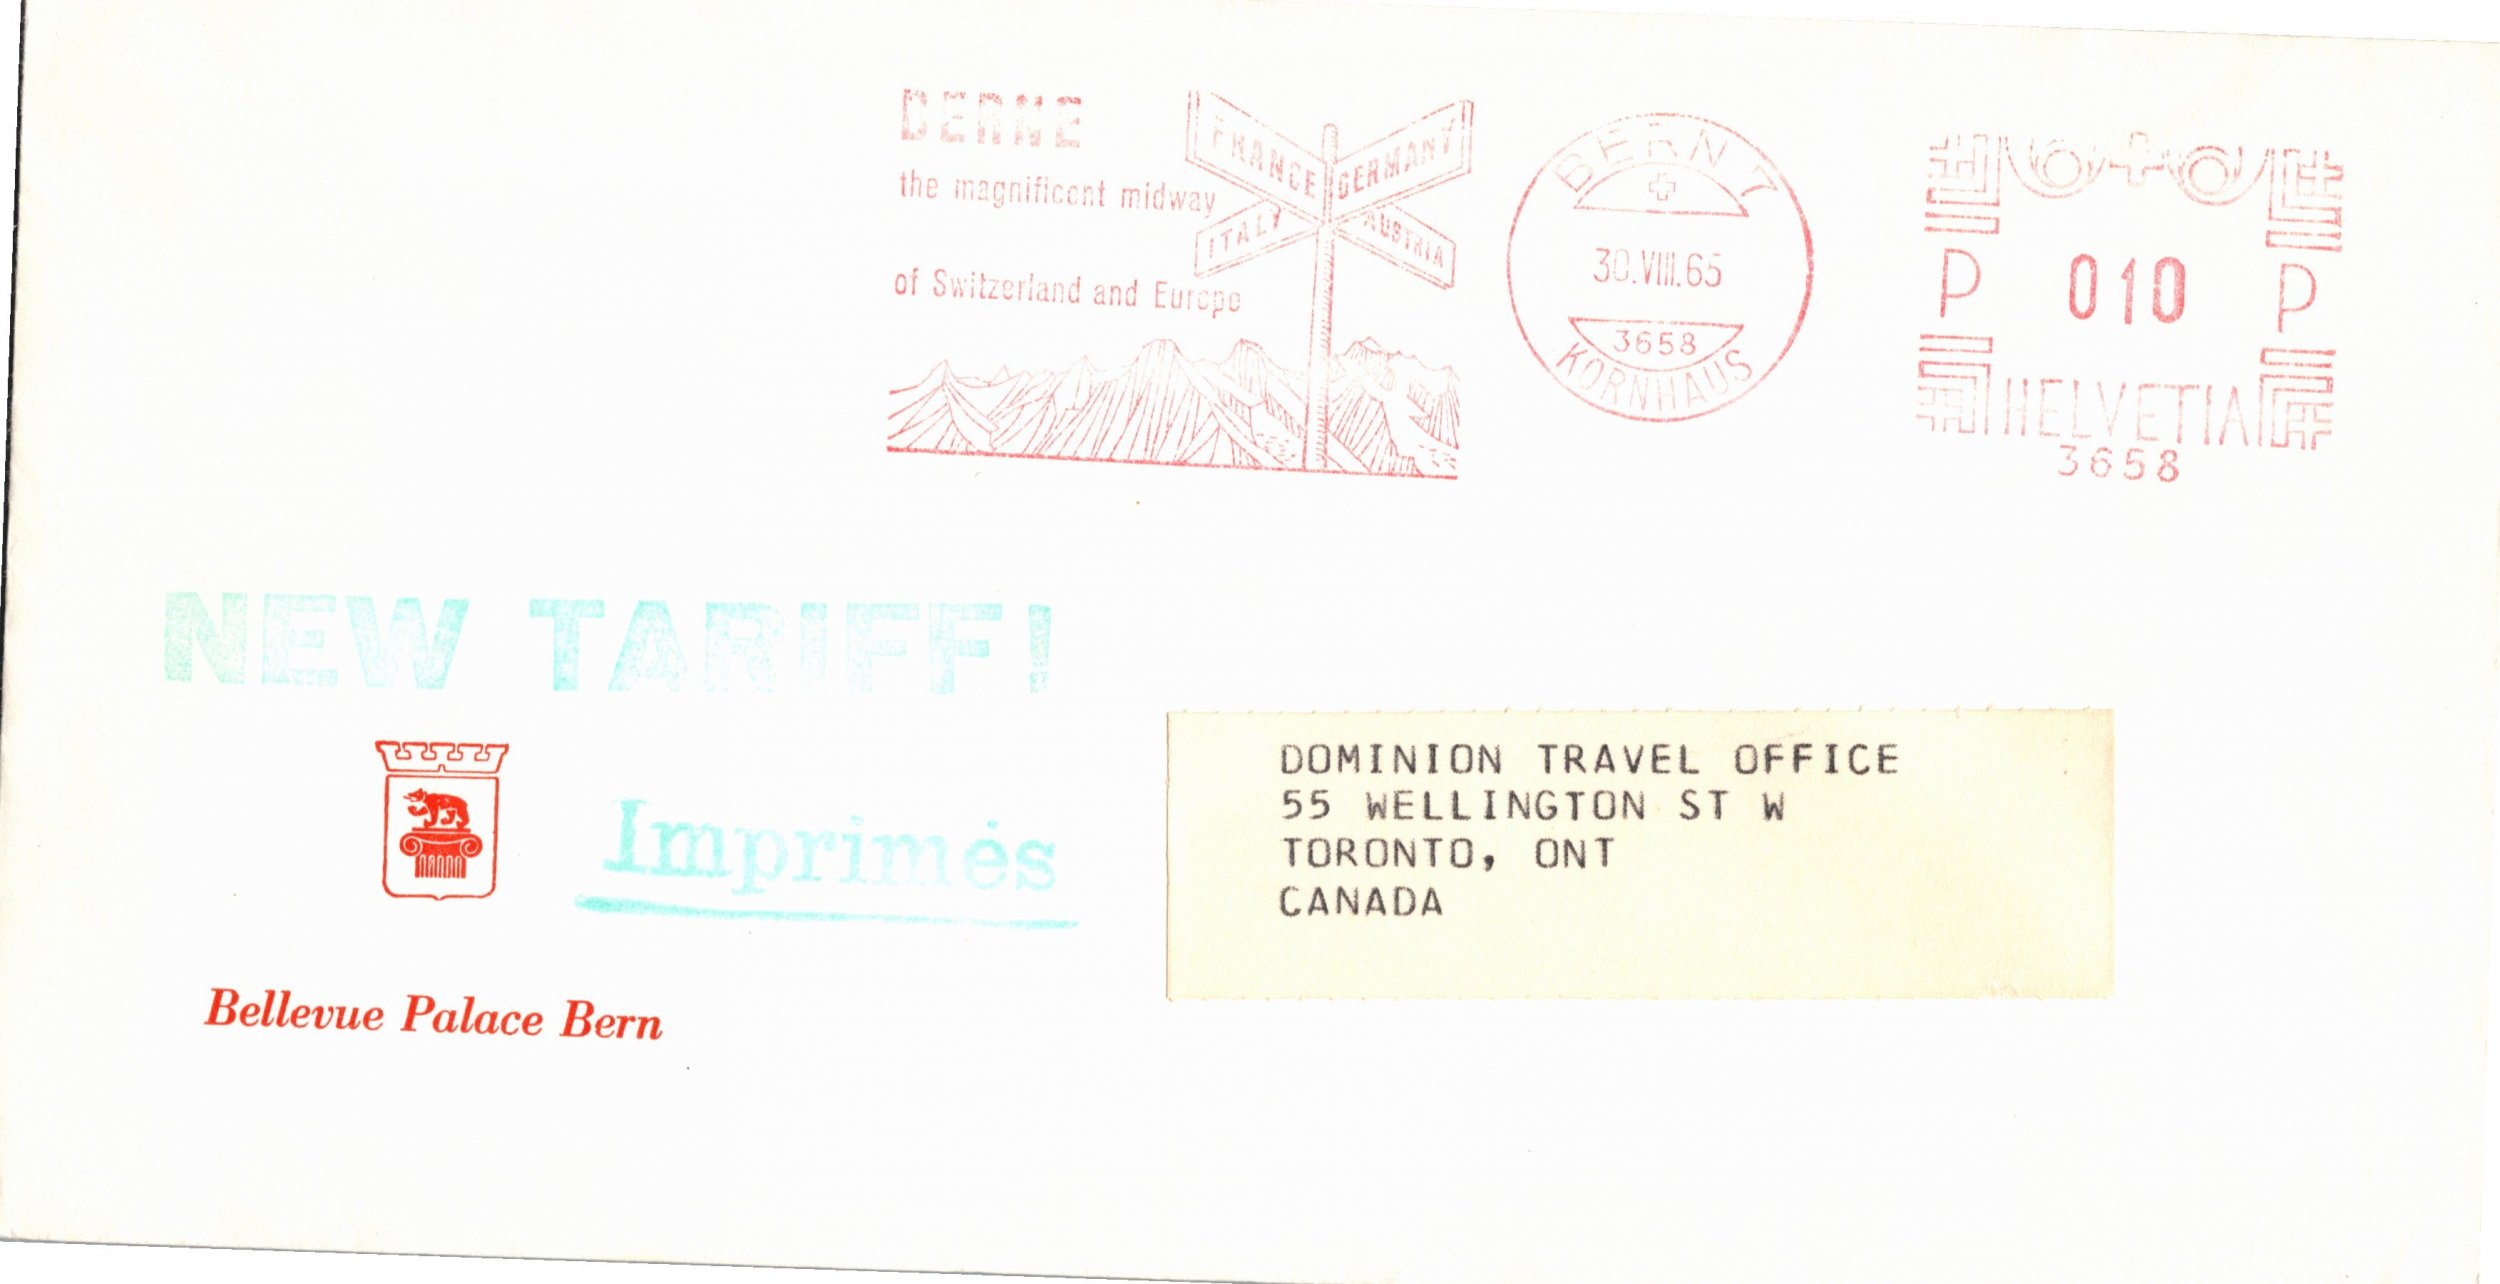 BERNE
the magnificent midway
of Switzerland and Europe
FRANCE
GERMANY
ITALY
AUSTRIA
BERN 7
30.VIII.65
3658
KORNHAUS
P 010 P
HELVETIA
3658
NEW TARIFF!
Imprimés
Bellevue Palace Bern
DOMINION TRAVEL OFFICE
55 WELLINGTON ST W
TORONTO, ONT
CANADA